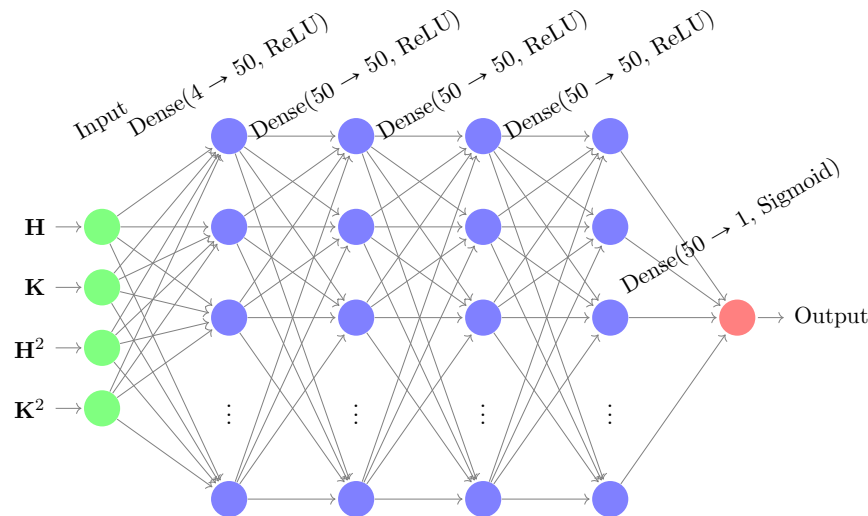 Input
Dense(4 → 50, ReLU)
Dense(50 → 50, ReLU)
Dense(50 → 50, ReLU)
Dense(50 → 50, ReLU)
Dense(50 → 1, Sigmoid)
H
K
H²
K²
⋮
⋮
⋮
⋮
Output